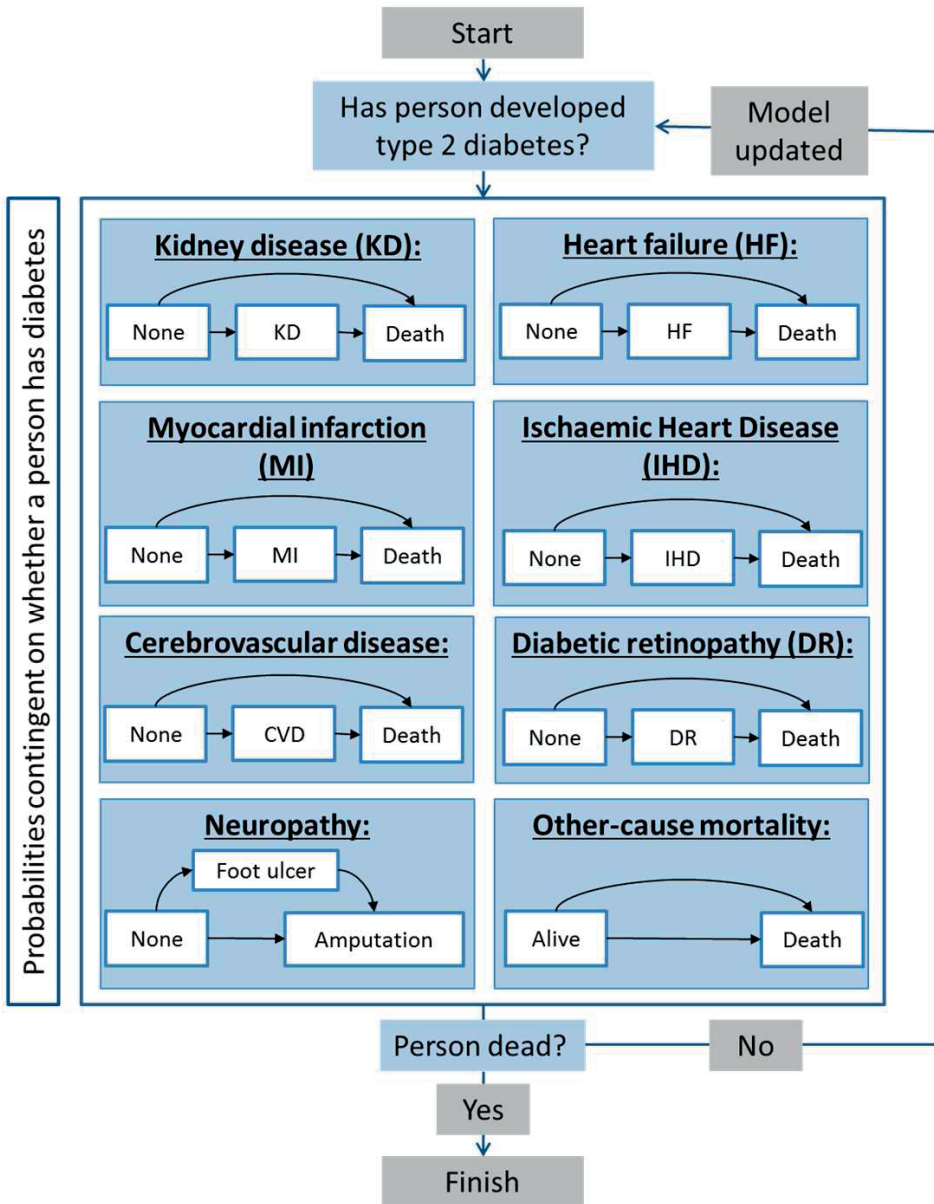 Start
Has person developed
type 2 diabetes?
Model
updated
Probabilities contingent on whether a person has diabetes
Kidney disease (KD):
None
KD
Death
Heart failure (HF):
None
HF
Death
Myocardial infarction
(MI)
None
MI
Death
Ischaemic Heart Disease
(IHD):
None
IHD
Death
Cerebrovascular disease:
None
CVD
Death
Diabetic retinopathy (DR):
None
DR
Death
Neuropathy:
Foot ulcer
None
Amputation
Other-cause mortality:
Alive
Death
Person dead?
No
Yes
Finish